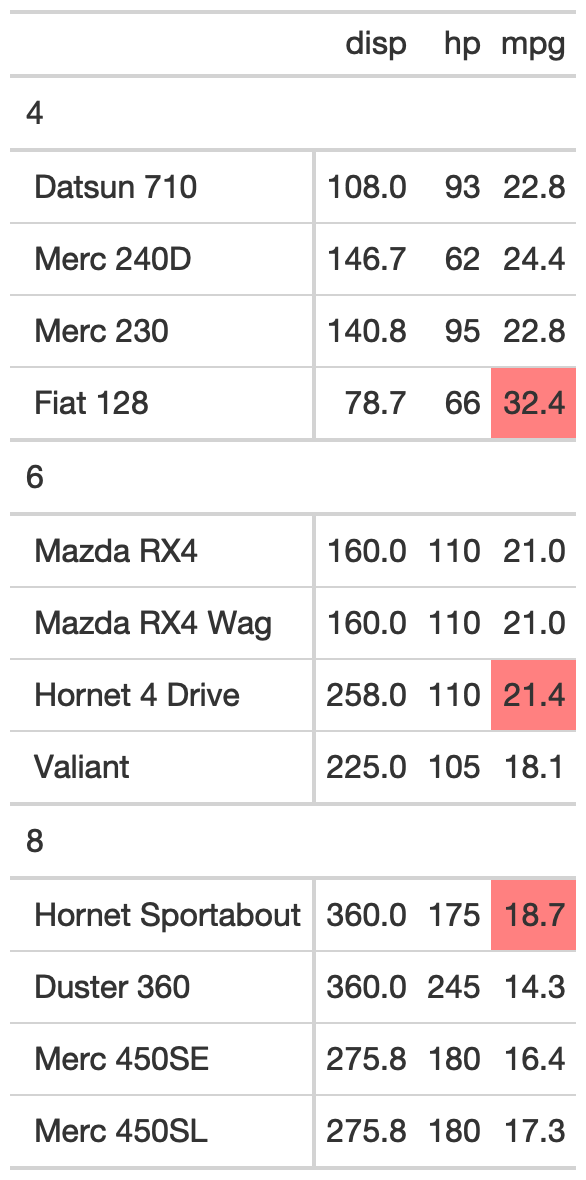 disp hp mpg
4
Datsun 710 108.0 93 22.8
Merc 240D 146.7 62 24.4
Merc 230 140.8 95 22.8
Fiat 128 78.7 66 32.4
6
Mazda RX4 160.0 110 21.0
Mazda RX4 Wag 160.0 110 21.0
Hornet 4 Drive 258.0 110 21.4
Valiant 225.0 105 18.1
8
Hornet Sportabout 360.0 175 18.7
Duster 360 360.0 245 14.3
Merc 450SE 275.8 180 16.4
Merc 450SL 275.8 180 17.3